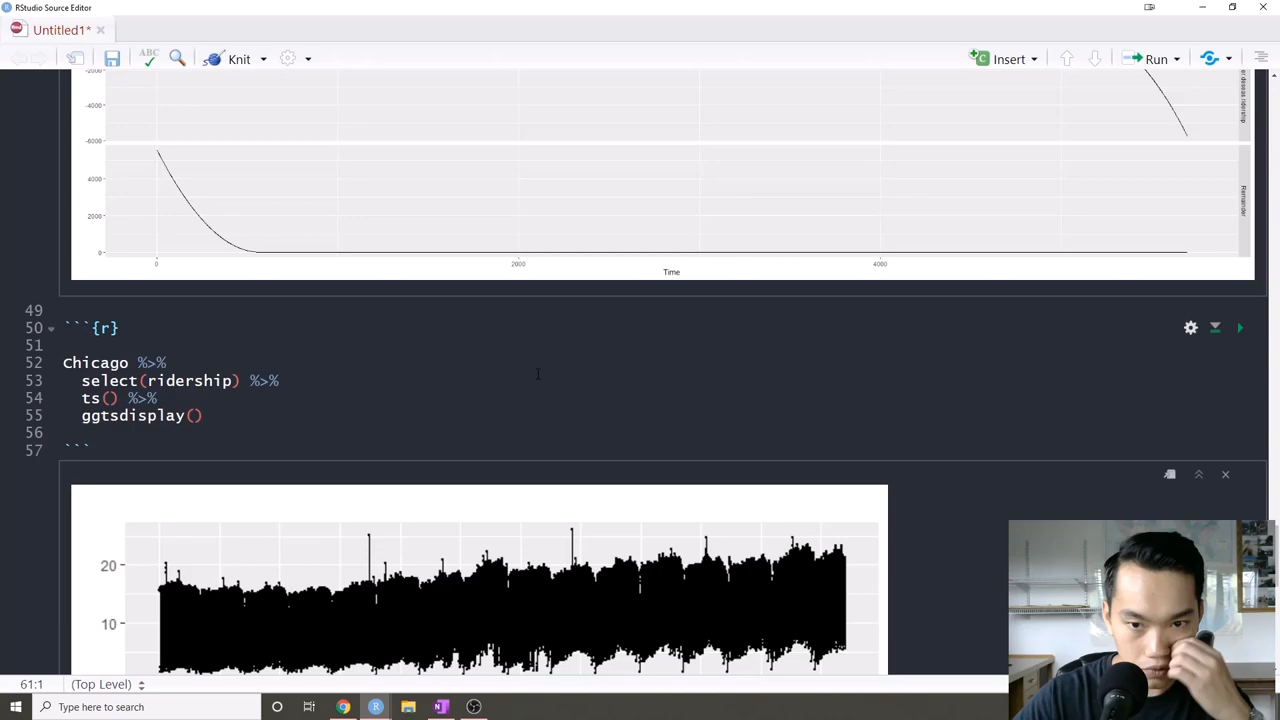 RStudio Source Editor
Untitled1*
ABC
Knit
Insert
Run
-2000
-4000
-6000
4000
2000
0
Remainder
0
2000
4000
Time
49
50 ```{r}
51
52 Chicago %>%
53 select(ridership) %>%
54 ts() %>%
55 ggtsdisplay()
56
57 ```
20
10
61:1
(Top Level)
Type here to search